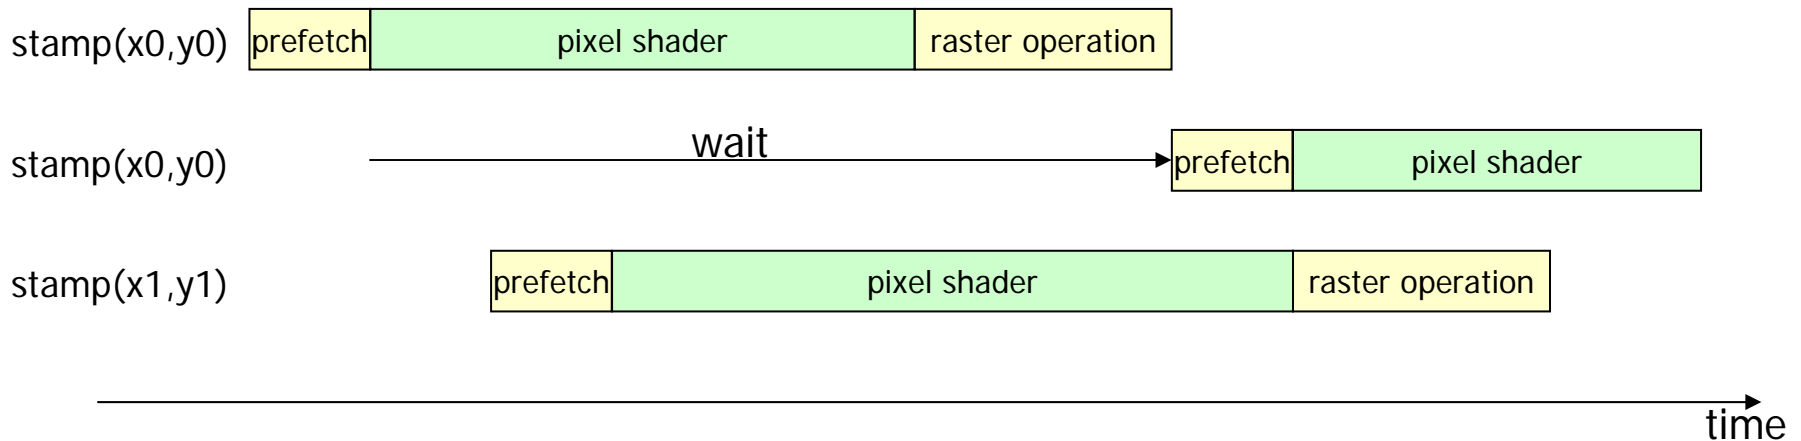 stamp(x0,y0) prefetch pixel shader raster operation
wait
stamp(x0,y0) prefetch pixel shader
stamp(x1,y1) prefetch pixel shader raster operation
time